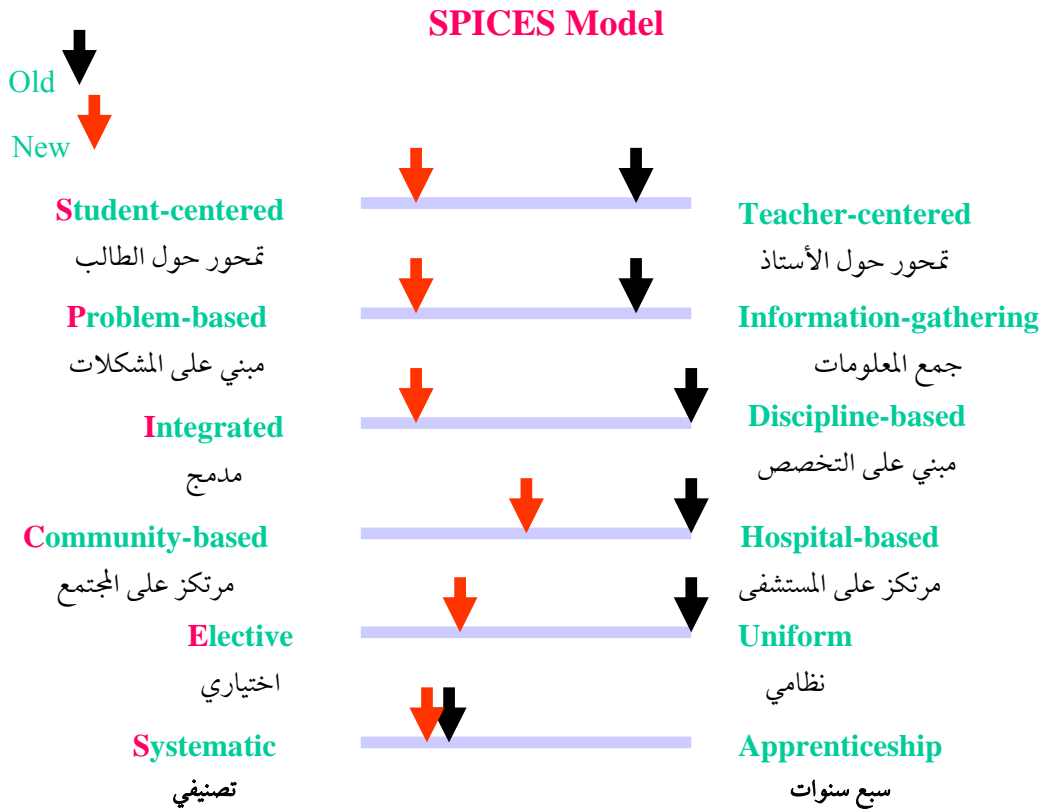 SPICES Model
Old
New
Student-centered
Teacher-centered
تمحور حول الطالب
تمحور حول الأستاذ
Problem-based
Information-gathering
مبني على المشكلات
جمع المعلومات
Integrated
Discipline-based
مدمج
مبني على التخصص
Community-based
Hospital-based
مرتكز على المجتمع
مرتكز على المستشفى
Elective
Uniform
اختياري
نظامي
Systematic
Apprenticeship
تصنيفي
سبع سنوات